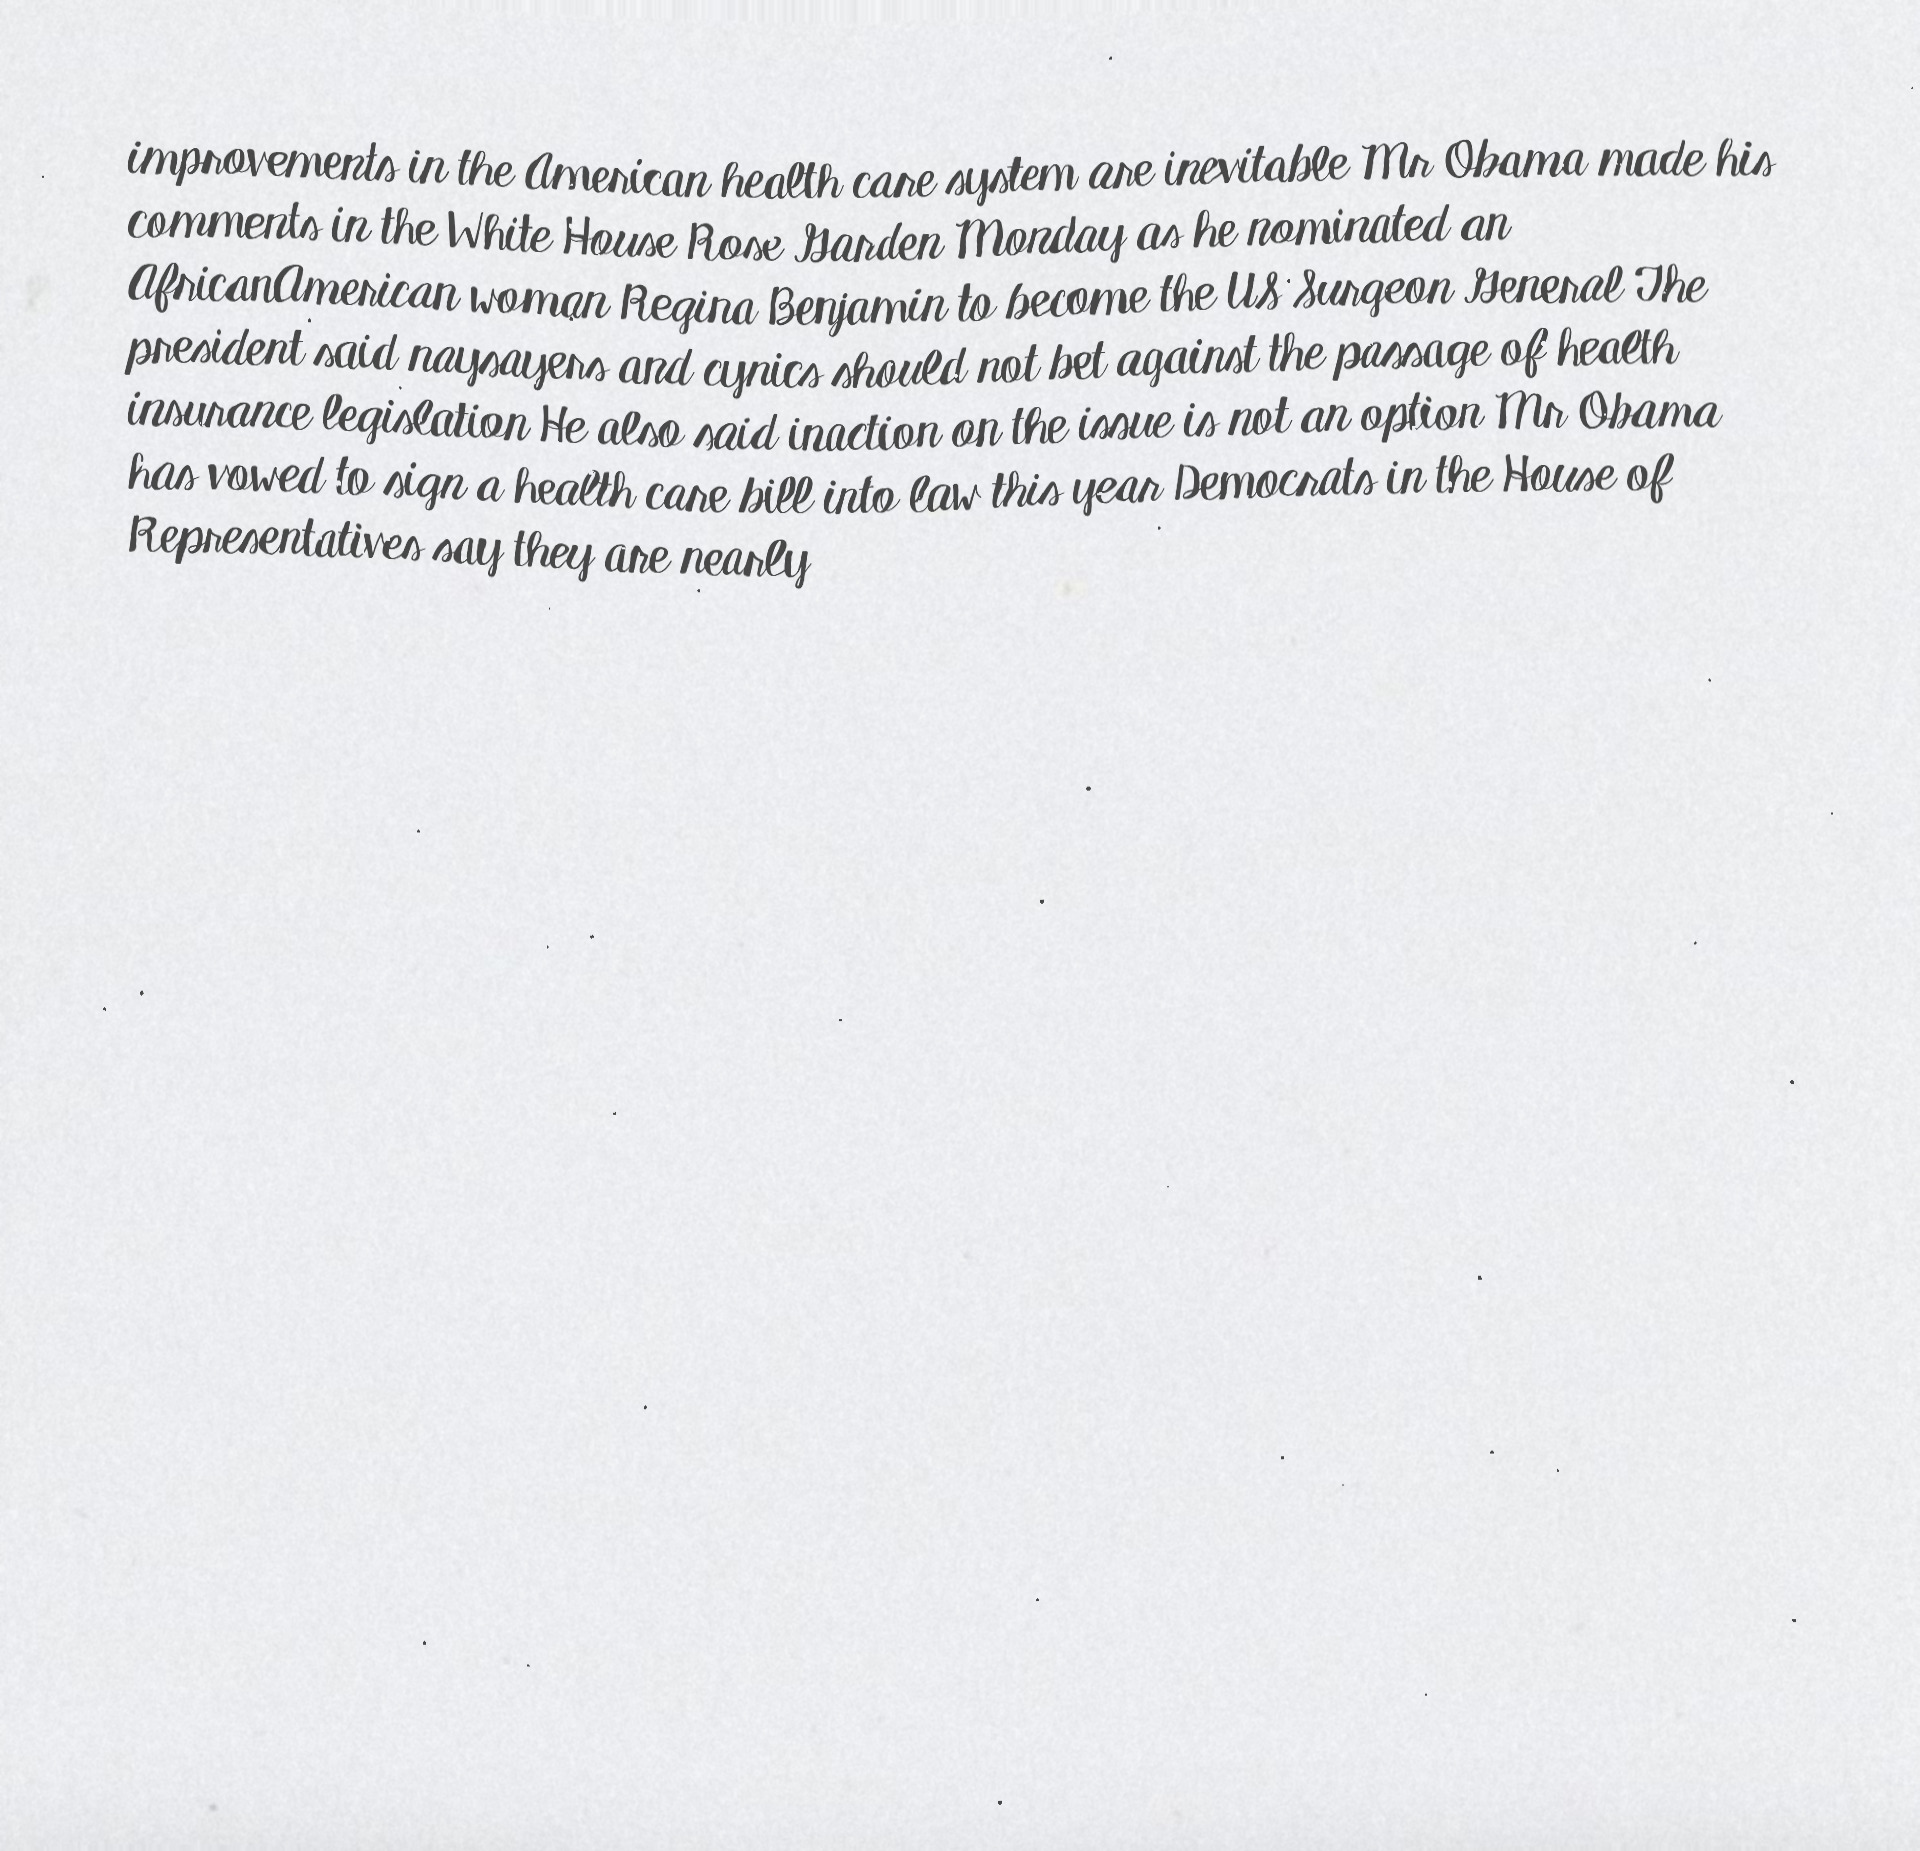 improvements in the American health care system are inevitable Mr Obama made his
comments in the White House Rose Garden Monday as he nominated an
AfricanAmerican woman Regina Benjamin to become the US Surgeon General The
president said naysayers and cynics should not bet against the passage of health
insurance legislation He also said inaction on the issue is not an option Mr Obama
has vowed to sign a health care bill into law this year Democrats in the House of
Representatives say they are nearly